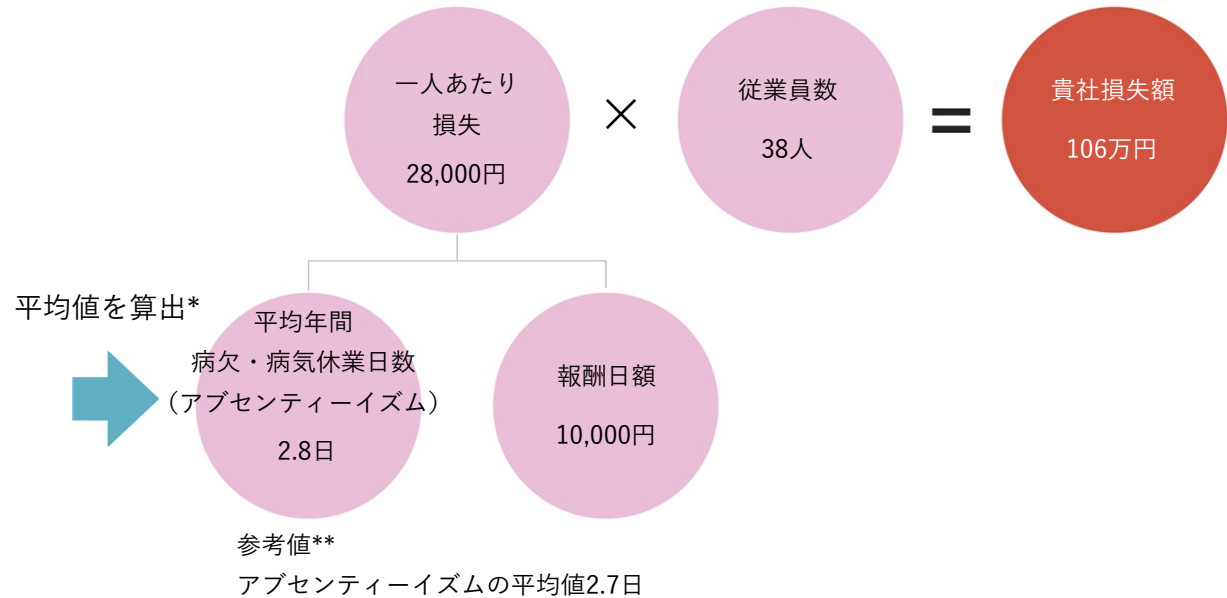 一人あたり
損失
28,000円
×
従業員数
38人
=
貴社損失額
106万円
平均値を算出*
平均年間
病欠・病気休業日数
（アブセンティーイズム）
2.8日
報酬日額
10,000円
参考値**
アブセンティーイズムの平均値2.7日